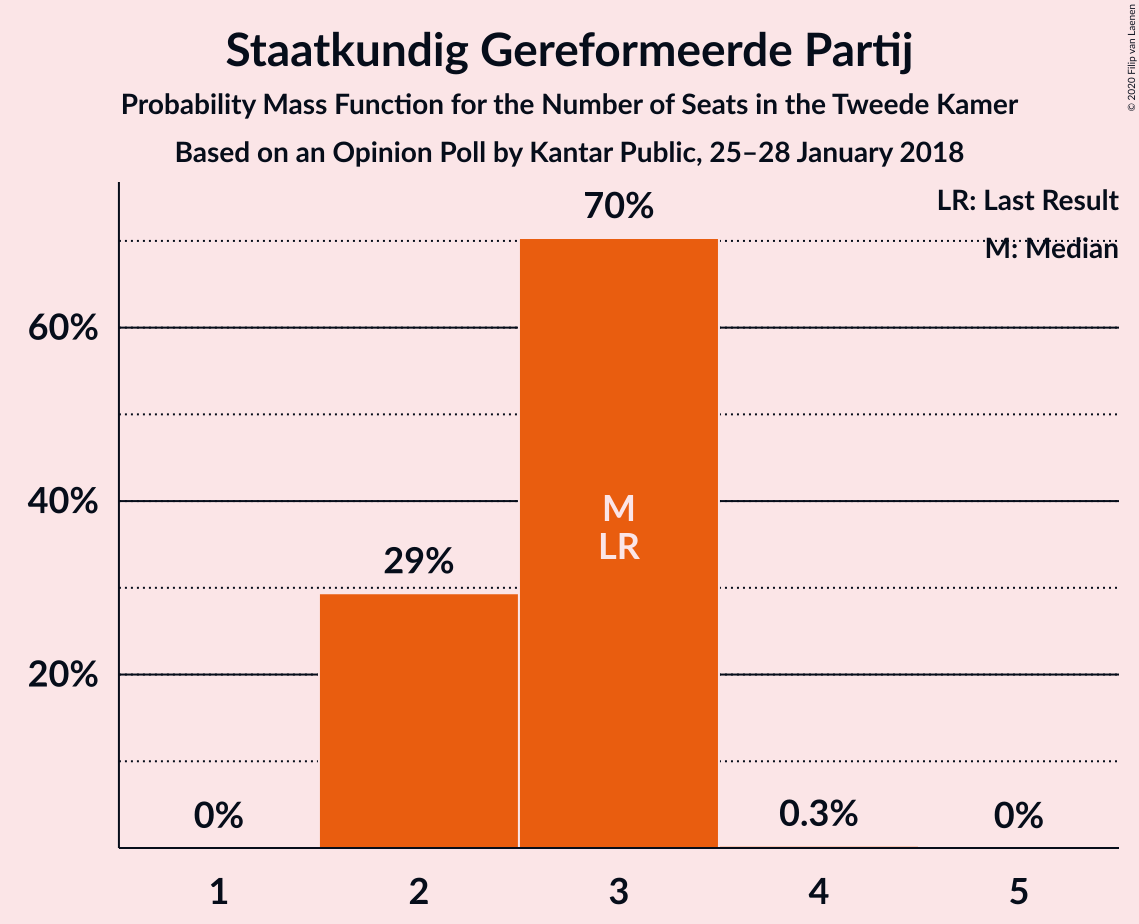 Staatkundig Gereformeerde Partij
Probability Mass Function for the Number of Seats in the Tweede Kamer
Based on an Opinion Poll by Kantar Public, 25–28 January 2018
© 2020 Filip van Laenen
LR: Last Result
M: Median
70%
60%
40%
M
LR
29%
20%
0%
0.3%
0%
1 2 3 4 5